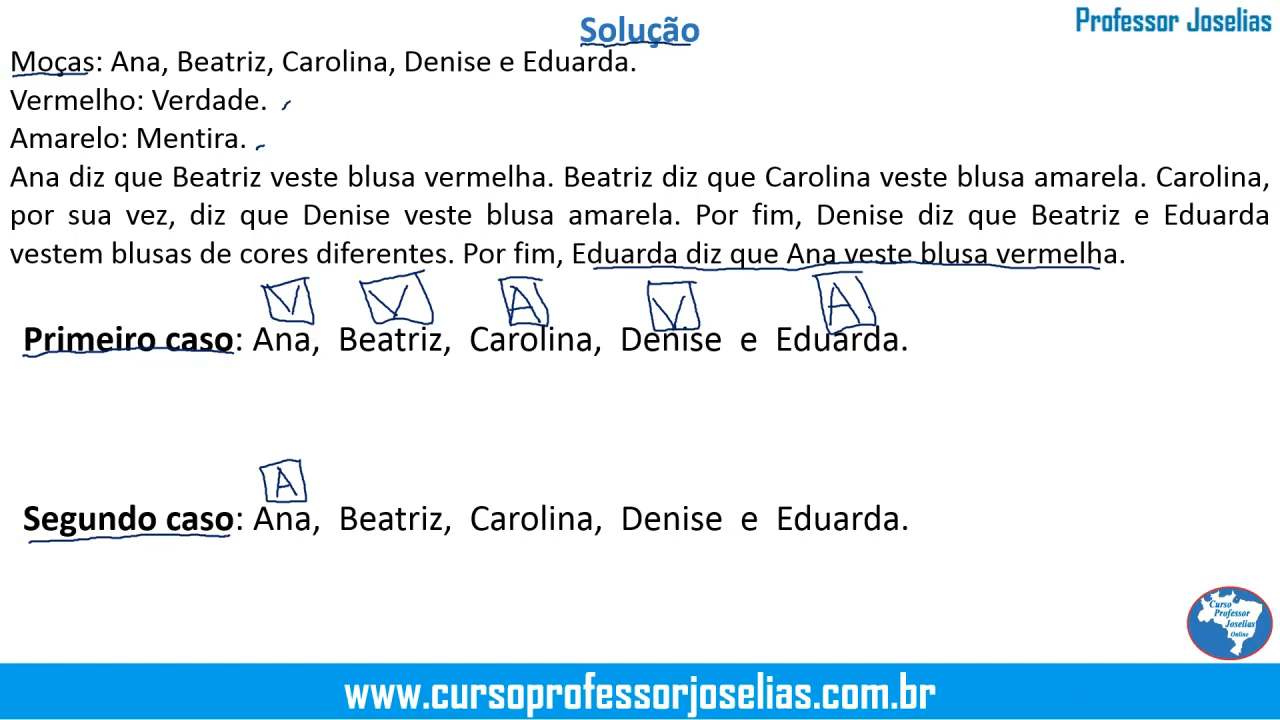 Solução
Professor Joselias
Moças: Ana, Beatriz, Carolina, Denise e Eduarda.
Vermelho: Verdade.
Amarelo: Mentira.
Ana diz que Beatriz veste blusa vermelha. Beatriz diz que Carolina veste blusa amarela. Carolina,
por sua vez, diz que Denise veste blusa amarela. Por fim, Denise diz que Beatriz e Eduarda
vestem blusas de cores diferentes. Por fim, Eduarda diz que Ana veste blusa vermelha.
V V A V A
Primeiro caso: Ana, Beatriz, Carolina, Denise e Eduarda.
A
Segundo caso: Ana, Beatriz, Carolina, Denise e Eduarda.
Curso
Professor
Joselias
Online
www.cursoprofessorjoselias.com.br